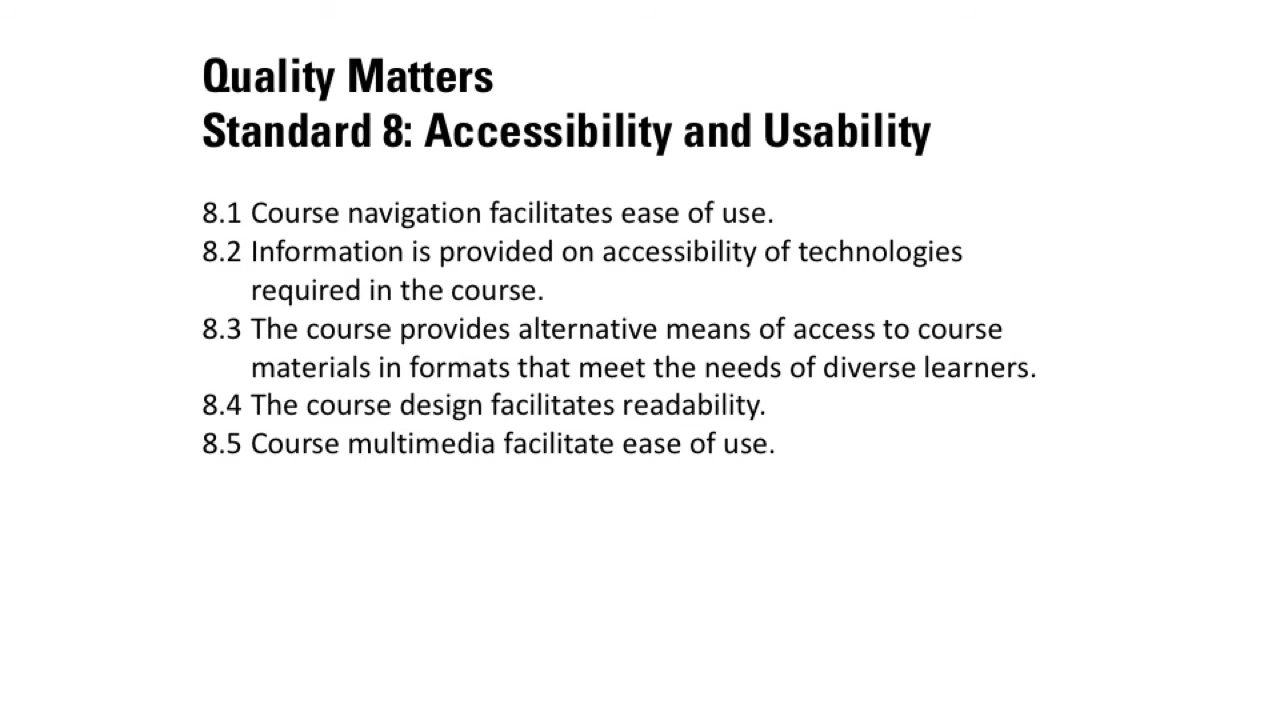 Quality Matters
Standard 8: Accessibility and Usability
8.1 Course navigation facilitates ease of use.
8.2 Information is provided on accessibility of technologies
required in the course.
8.3 The course provides alternative means of access to course
materials in formats that meet the needs of diverse learners.
8.4 The course design facilitates readability.
8.5 Course multimedia facilitate ease of use.